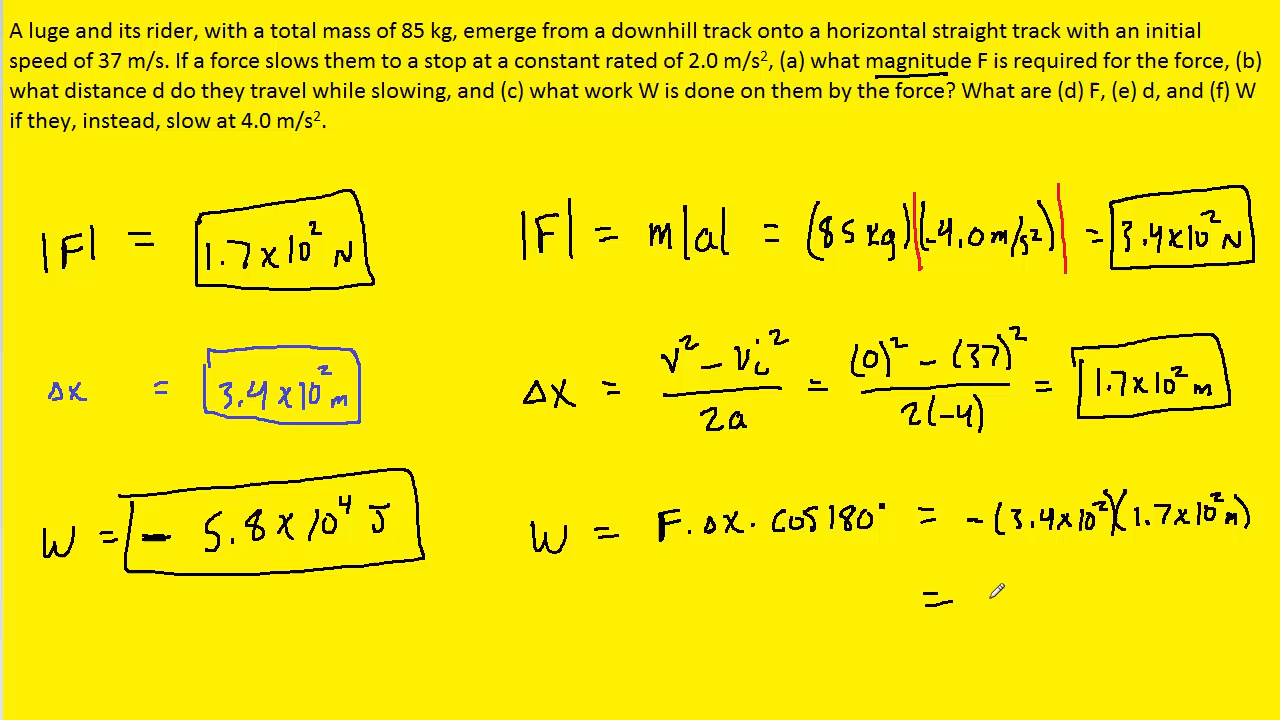 A luge and its rider, with a total mass of 85 kg, emerge from a downhill track onto a horizontal straight track with an initial
speed of 37 m/s. If a force slows them to a stop at a constant rated of 2.0 m/s², (a) what magnitude F is required for the force, (b)
what distance d do they travel while slowing, and (c) what work W is done on them by the force? What are (d) F, (e) d, and (f) W
if they, instead, slow at 4.0 m/s².
|F| = 1.7 x 10² N
|F| = m|a| = (85 kg)|(-4.0 m/s²)| = 3.4 x 10² N
Δx = 3.4 x 10² m
Δx = (v² - vᵢ²)/2a = ((0)² - (37)²)/2(-4) = 1.7 x 10² m
W = - 5.8 x 10⁴ J
W = F · Δx · cos 180° = - (3.4 x 10²)(1.7 x 10² m)
=